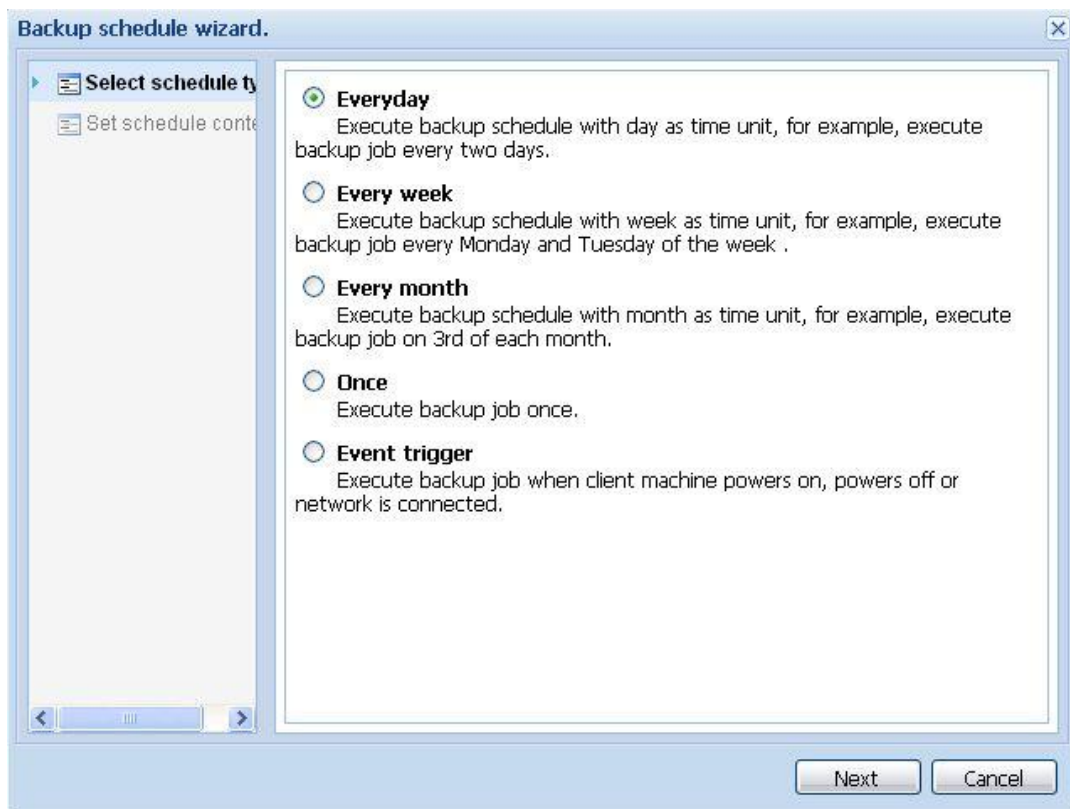 Backup schedule wizard.
Select schedule ty
Set schedule conte
Everyday
Execute backup schedule with day as time unit, for example, execute
backup job every two days.
Every week
Execute backup schedule with week as time unit, for example, execute
backup job every Monday and Tuesday of the week .
Every month
Execute backup schedule with month as time unit, for example, execute
backup job on 3rd of each month.
Once
Execute backup job once.
Event trigger
Execute backup job when client machine powers on, powers off or
network is connected.
Next
Cancel